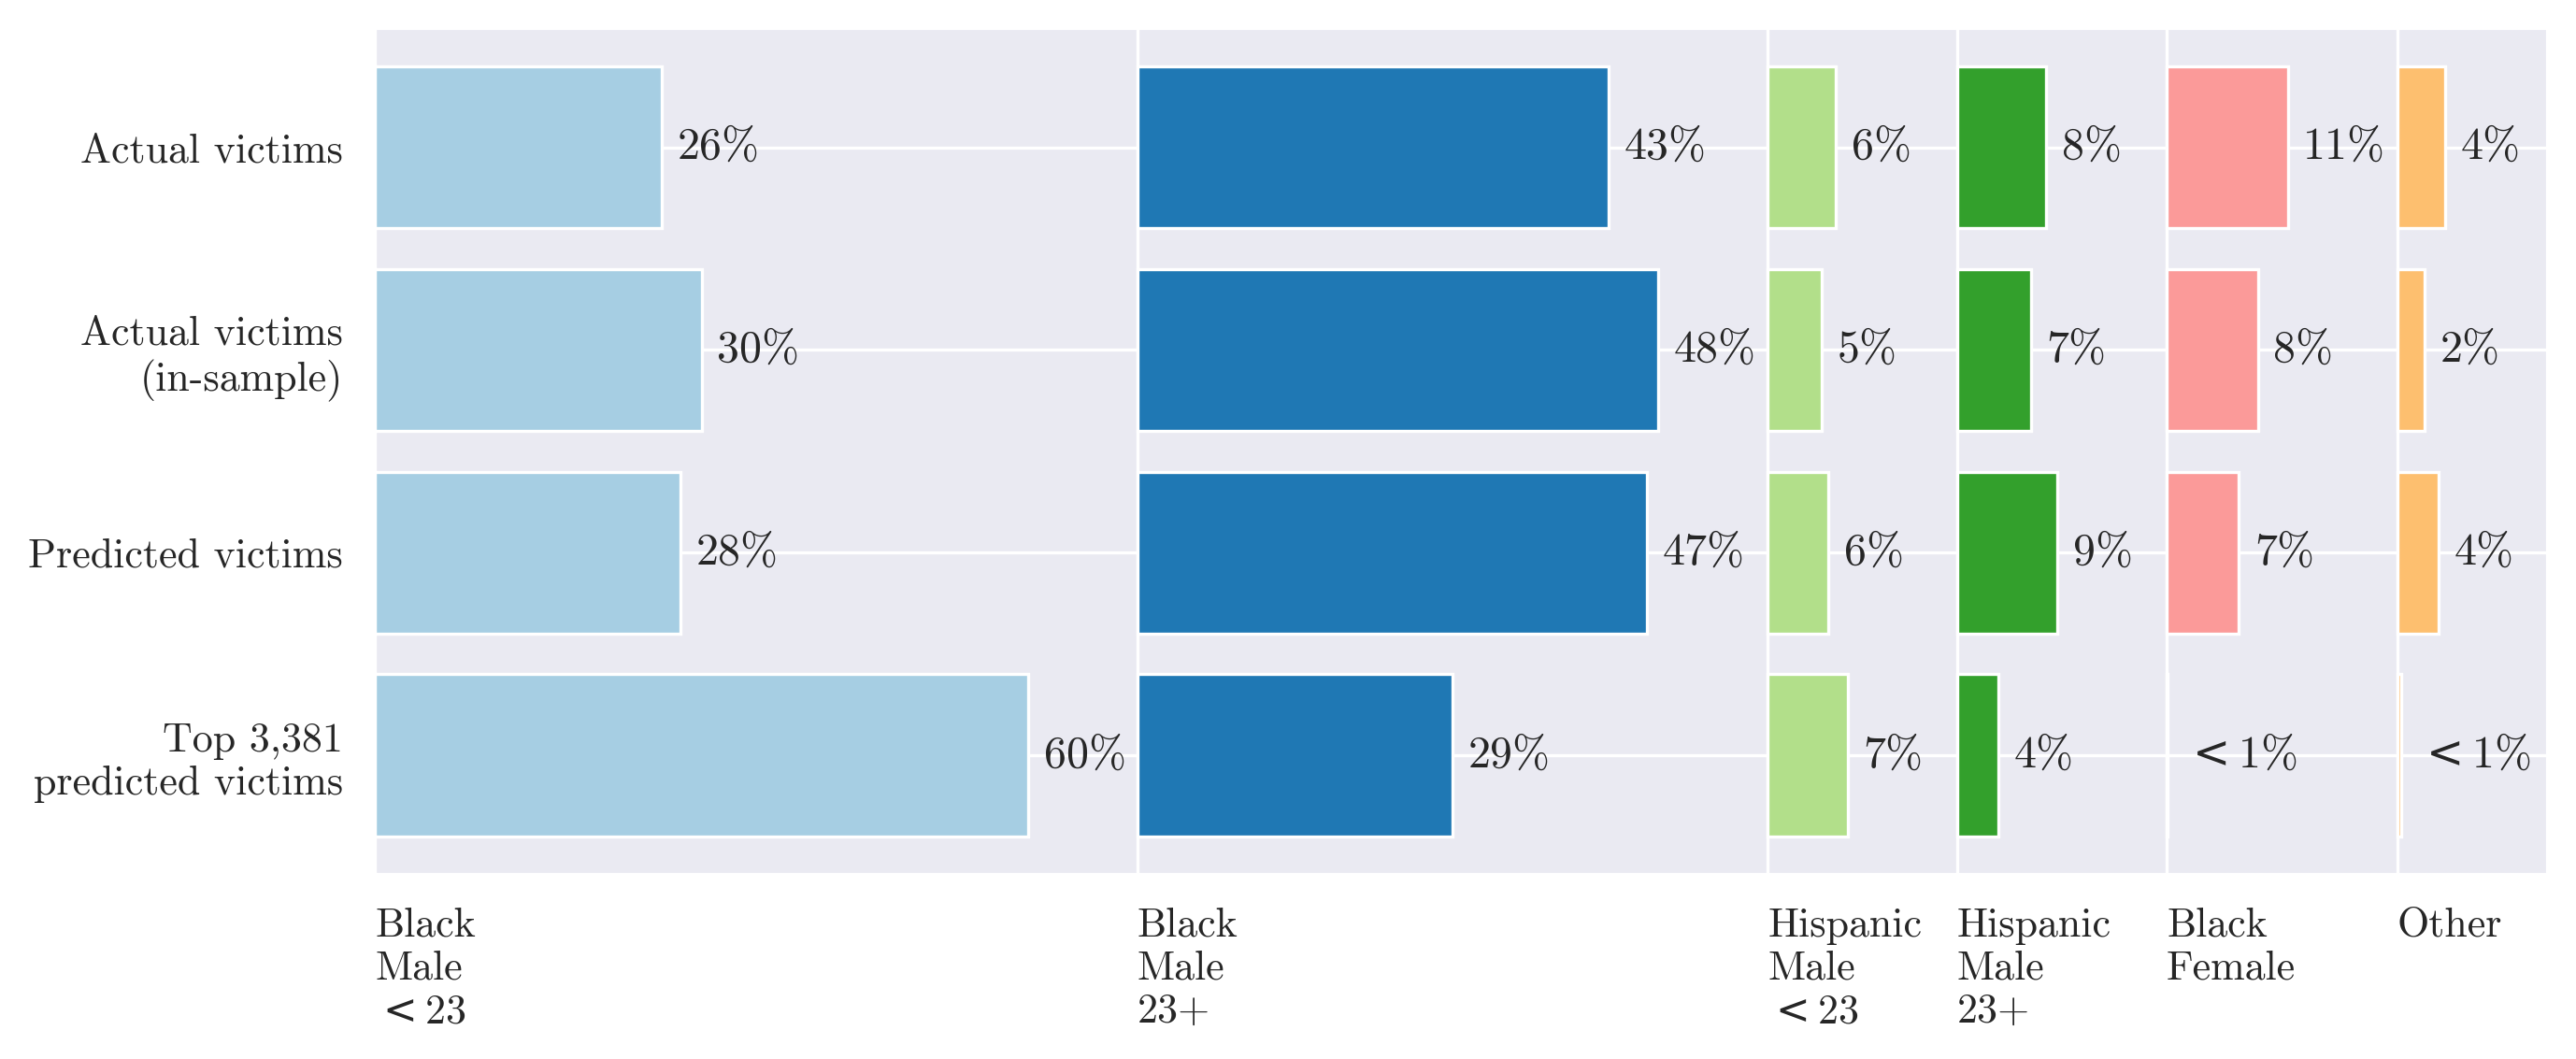 Actual victims
26%
43%
6%
8%
11%
4%
Actual victims
(in-sample)
30%
48%
5%
7%
8%
2%
Predicted victims
28%
47%
6%
9%
7%
4%
Top 3,381
predicted victims
60%
29%
7%
4%
< 1%
< 1%
Black
Male
< 23
Black
Male
23+
Hispanic
Male
< 23
Hispanic
Male
23+
Black
Female
Other